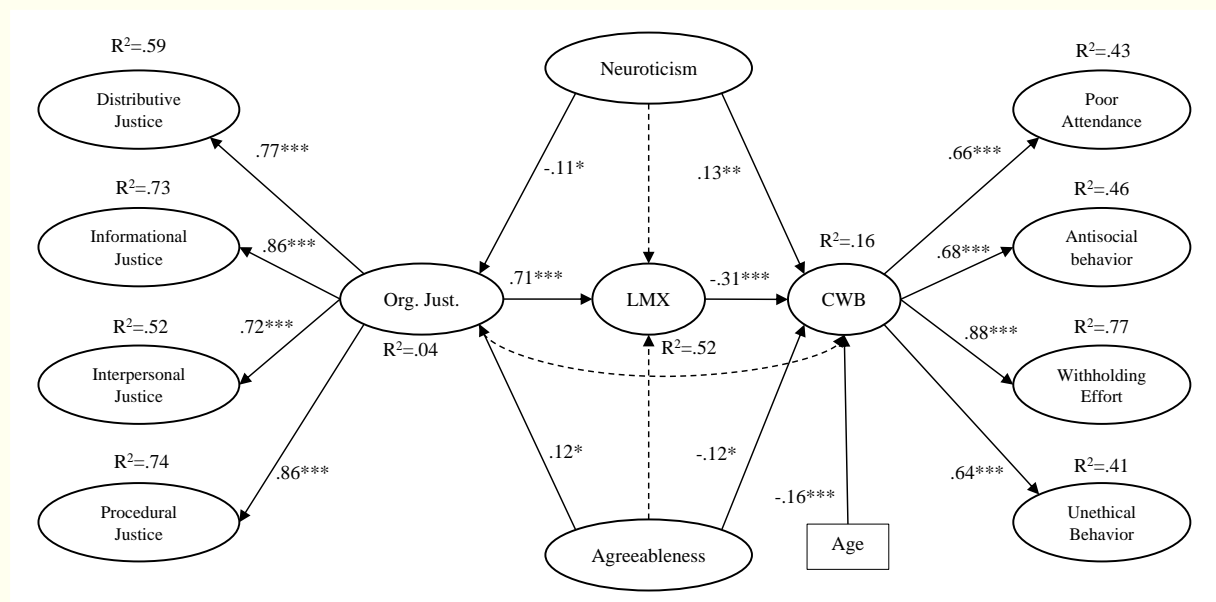 R²=.59
Distributive
Justice
.77***
R²=.73
Informational
Justice
.86***
R²=.52
Interpersonal
Justice
.72***
R²=.74
Procedural
Justice
.86***
Neuroticism
-.11*
.13**
Org. Just.
R²=.04
.71***
LMX
R²=.52
-.31***
R²=.16
CWB
.12*
-.12*
Agreeableness
-.16***
Age
R²=.43
Poor
Attendance
.66***
R²=.46
Antisocial
behavior
.68***
R²=.77
Withholding
Effort
.88***
R²=.41
Unethical
Behavior
.64***